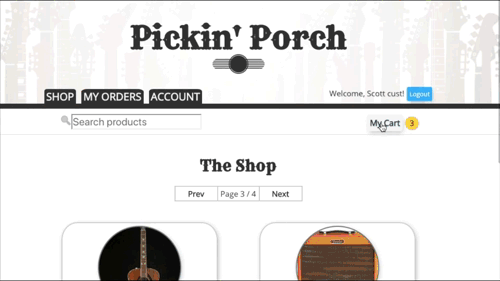 Pickin' Porch
SHOP MY ORDERS ACCOUNT
Welcome, Scott cust! Logout
Search products
My Cart 3
The Shop
Prev Page 3 / 4 Next